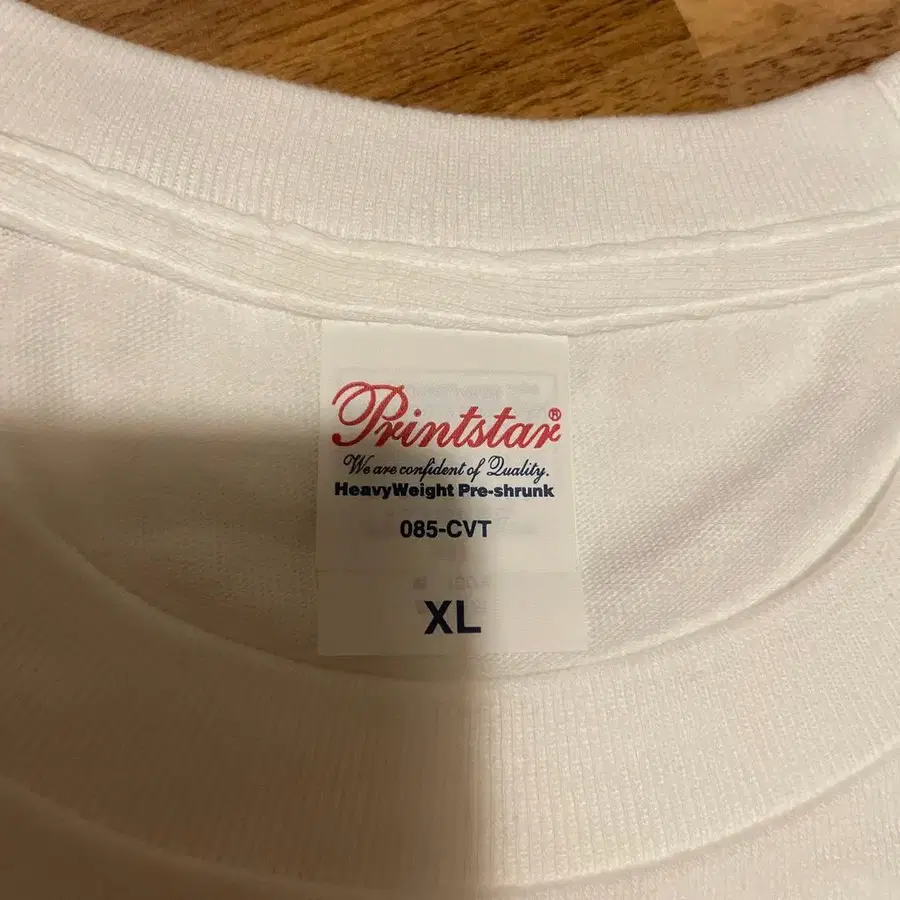 Printstar®
We are confident of Quality.
HeavyWeight Pre-shrunk
085-CVT
XL